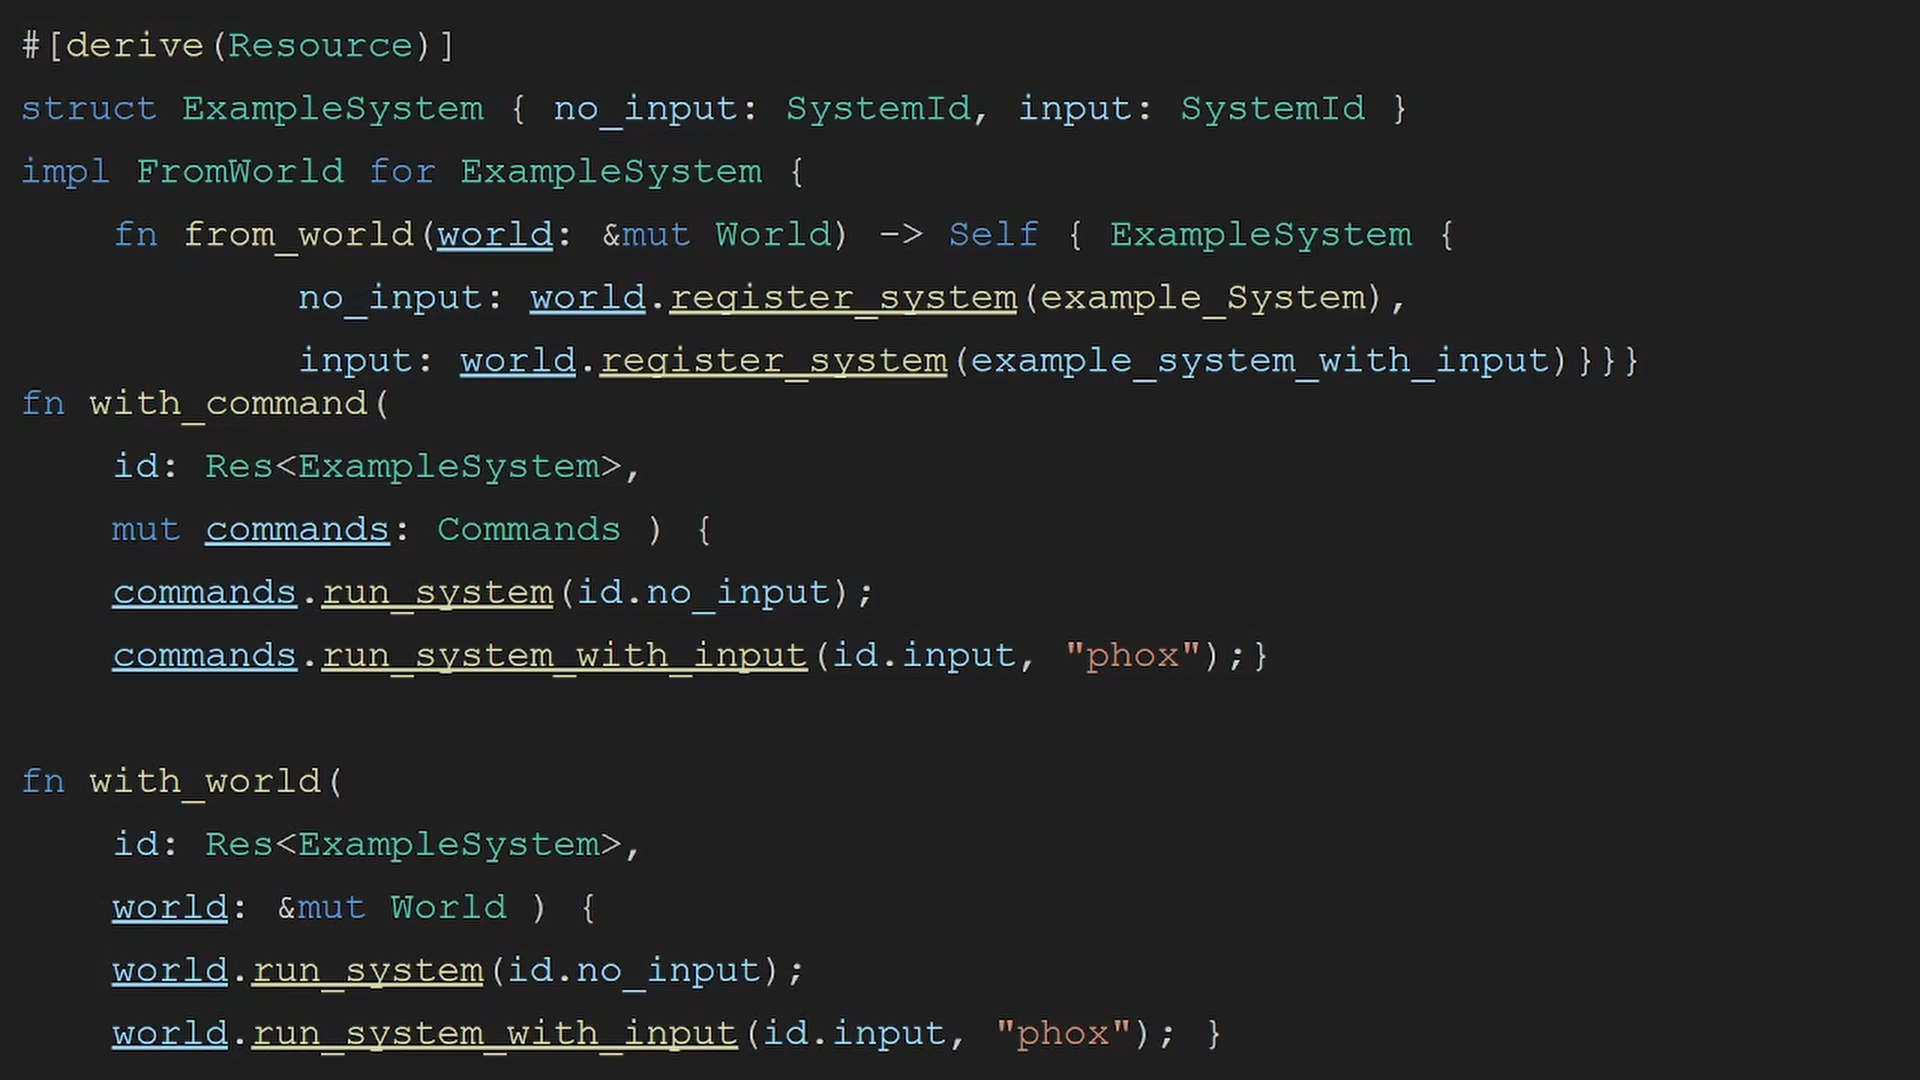 #[derive(Resource)]
struct ExampleSystem { no_input: SystemId, input: SystemId }
impl FromWorld for ExampleSystem {
    fn from_world(world: &mut World) -> Self { ExampleSystem {
            no_input: world.register_system(example_System),
            input: world.register_system(example_system_with_input)}}}
fn with_command(
    id: Res<ExampleSystem>,
    mut commands: Commands ) {
    commands.run_system(id.no_input);
    commands.run_system_with_input(id.input, "phox");}
fn with_world(
    id: Res<ExampleSystem>,
    world: &mut World ) {
    world.run_system(id.no_input);
    world.run_system_with_input(id.input, "phox"); }